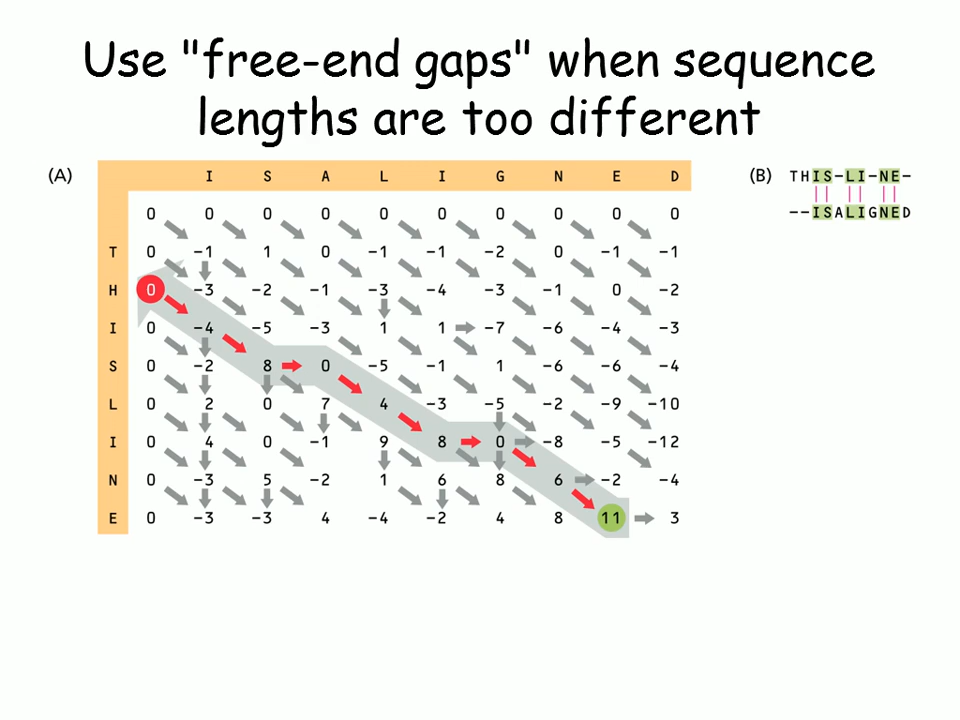 Use "free-end gaps" when sequence
lengths are too different
(A)
I S A L I G N E D
0 0 0 0 0 0 0 0 0 0
T 0 -1 1 0 -1 -1 -2 0 -1 -1
H 0 -3 -2 -1 -3 -4 -3 -1 0 -2
I 0 -4 -5 -3 1 1 -7 -6 -4 -3
S 0 -2 8 0 -5 -1 1 -6 -6 -4
L 0 2 0 7 4 -3 -5 -2 -9 -10
I 0 4 0 -1 9 8 0 -8 -5 -12
N 0 -3 5 -2 1 6 8 6 -2 -4
E 0 -3 -3 4 -4 -2 4 8 11 3
(B)
THIS-LI-NE-
--ISALIGNED